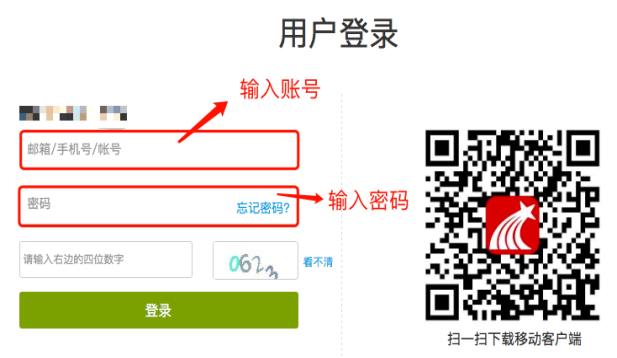 用户登录
输入账号
邮箱/手机号/帐号
密码
忘记密码?
输入密码
请输入右边的四位数字
0623
看不清
登录
扫一扫下载移动客户端